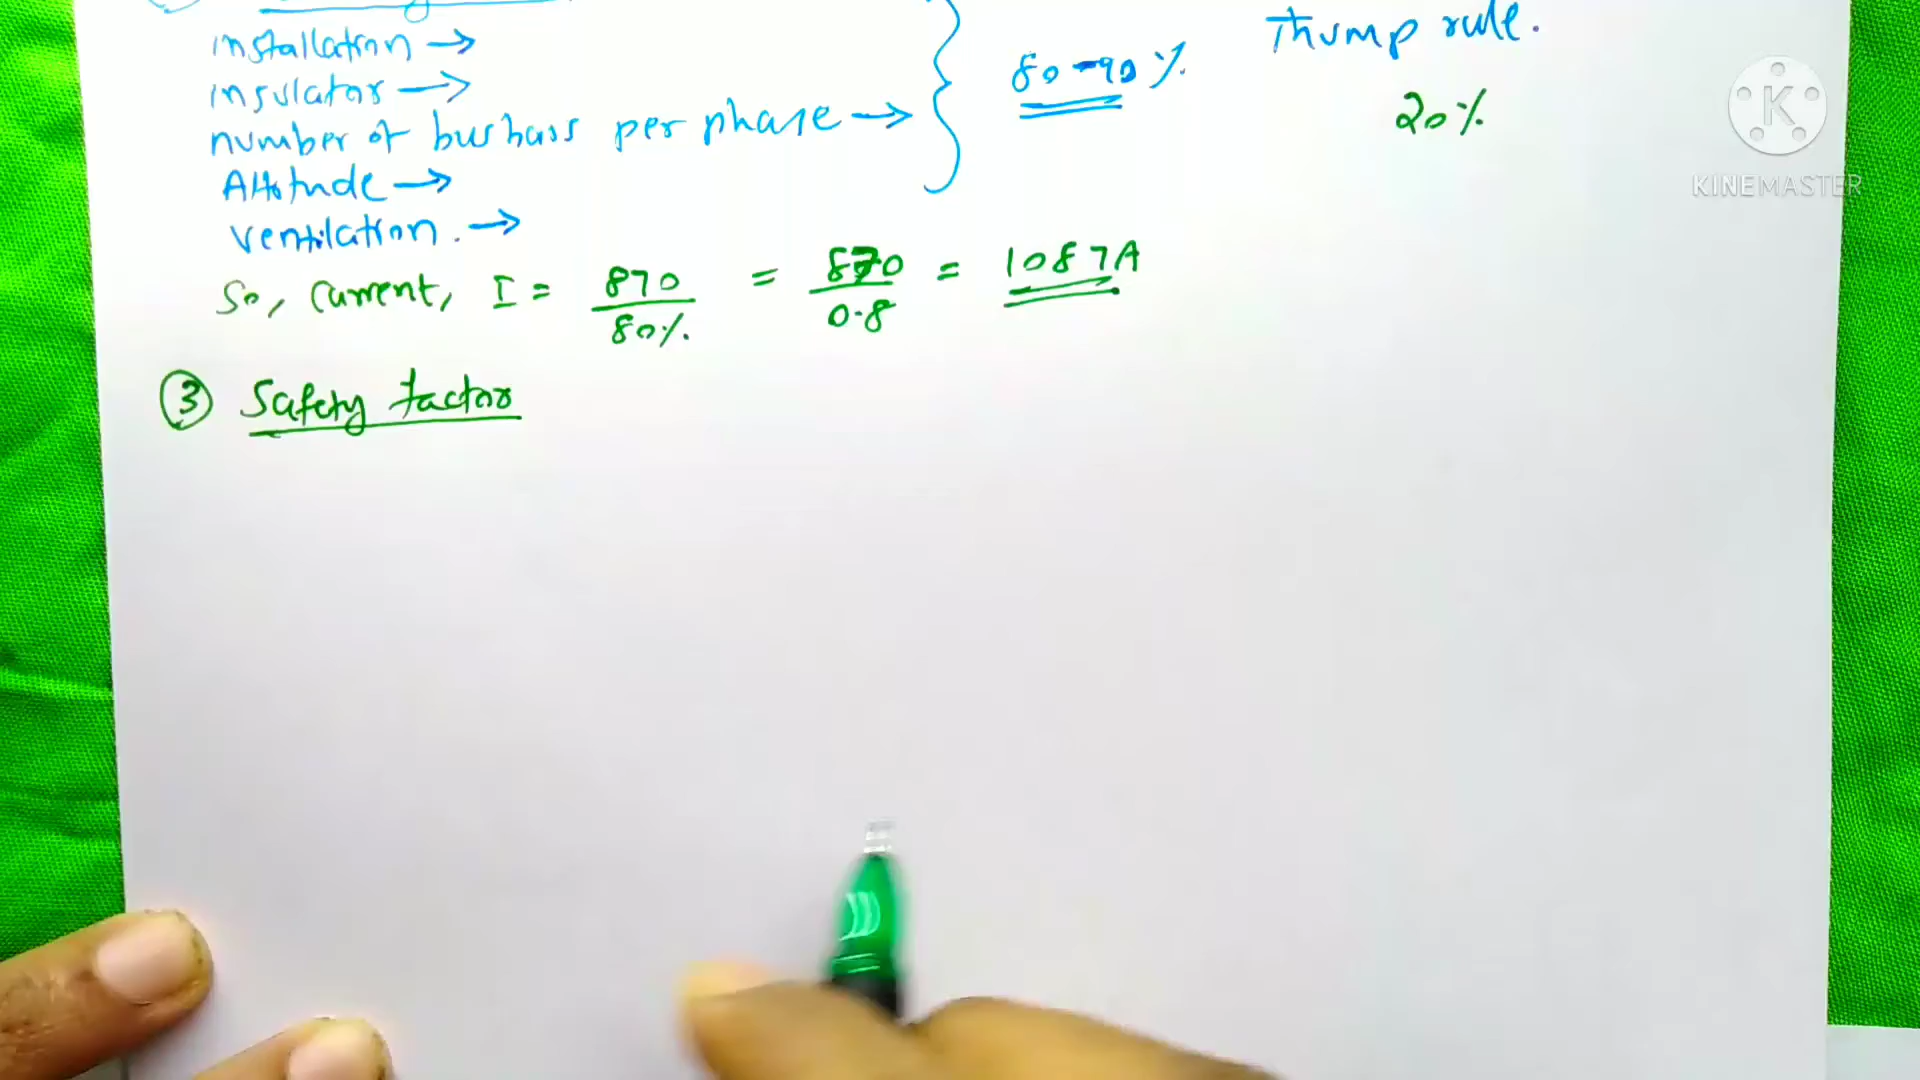 installation →
insulator →
number of busbars per phase →
Altitude →
ventilation. →
80-90 %
Thump rule.
20%
So, current, I = 870 / 80% = 870 / 0.8 = 1087A
3 Safety factor
K
KINEMASTER